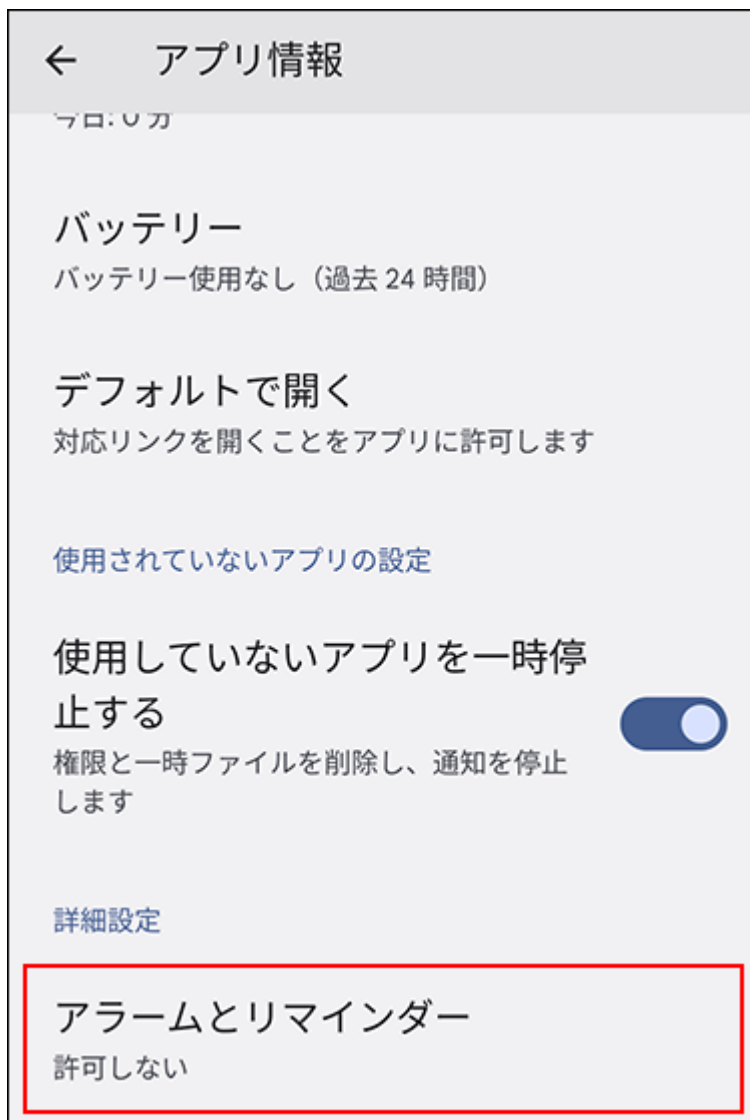 アプリ情報
今日: 0 分
バッテリー
バッテリー使用なし（過去 24 時間）
デフォルトで開く
対応リンクを開くことをアプリに許可します
使用されていないアプリの設定
使用していないアプリを一時停
止する
権限と一時ファイルを削除し、通知を停止
します
詳細設定
アラームとリマインダー
許可しない